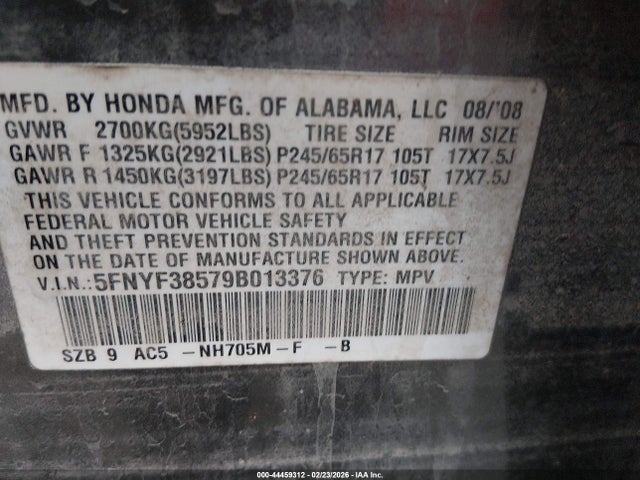 MFD. BY HONDA MFG. OF ALABAMA, LLC 08/'08
GVWR 2700KG(5952LBS) TIRE SIZE RIM SIZE
GAWR F 1325KG(2921LBS) P245/65R17 105T 17X7.5J
GAWR R 1450KG(3197LBS) P245/65R17 105T 17X7.5J
THIS VEHICLE CONFORMS TO ALL APPLICABLE
FEDERAL MOTOR VEHICLE SAFETY
AND THEFT PREVENTION STANDARDS IN EFFECT
ON THE DATE OF MANUFACTURE SHOWN ABOVE.
V.I.N.:5FNYF38579B013376 TYPE: MPV
SZB 9 AC5 -NH705M-F -B
000-44459312 - 02/23/2026 - IAA Inc.